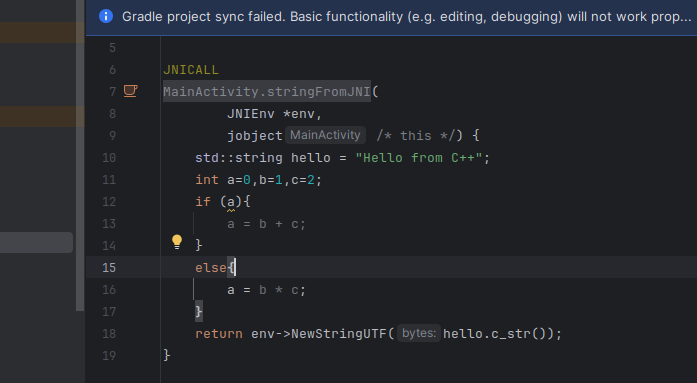 Gradle project sync failed. Basic functionality (e.g. editing, debugging) will not work prop...
5
6 JNICALL
7 MainActivity.stringFromJNI(
8 JNIEnv *env,
9 jobject MainActivity /* this */) {
10 std::string hello = "Hello from C++";
11 int a=0,b=1,c=2;
12 if (a){
13 a = b + c;
14 }
15 else{
16 a = b * c;
17 }
18 return env->NewStringUTF( bytes: hello.c_str());
19 }